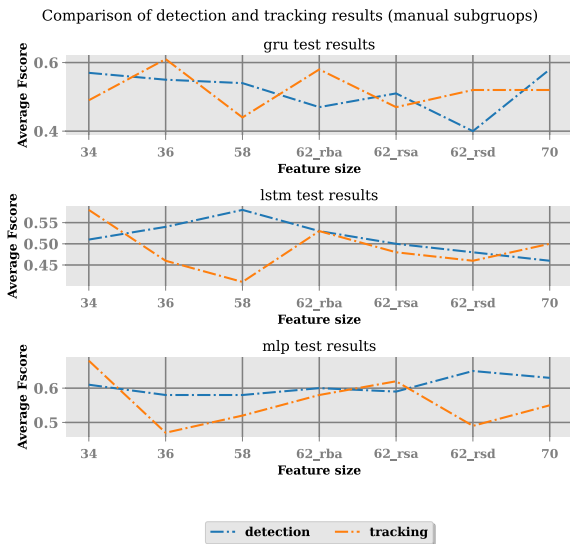 Comparison of detection and tracking results (manual subgruops)
gru test results
Average Fscore
0.6
0.4
34 36 58 62_rba 62_rsa 62_rsd 70
Feature size
lstm test results
Average Fscore
0.55
0.50
0.45
34 36 58 62_rba 62_rsa 62_rsd 70
Feature size
mlp test results
Average Fscore
0.6
0.5
34 36 58 62_rba 62_rsa 62_rsd 70
Feature size
detection tracking